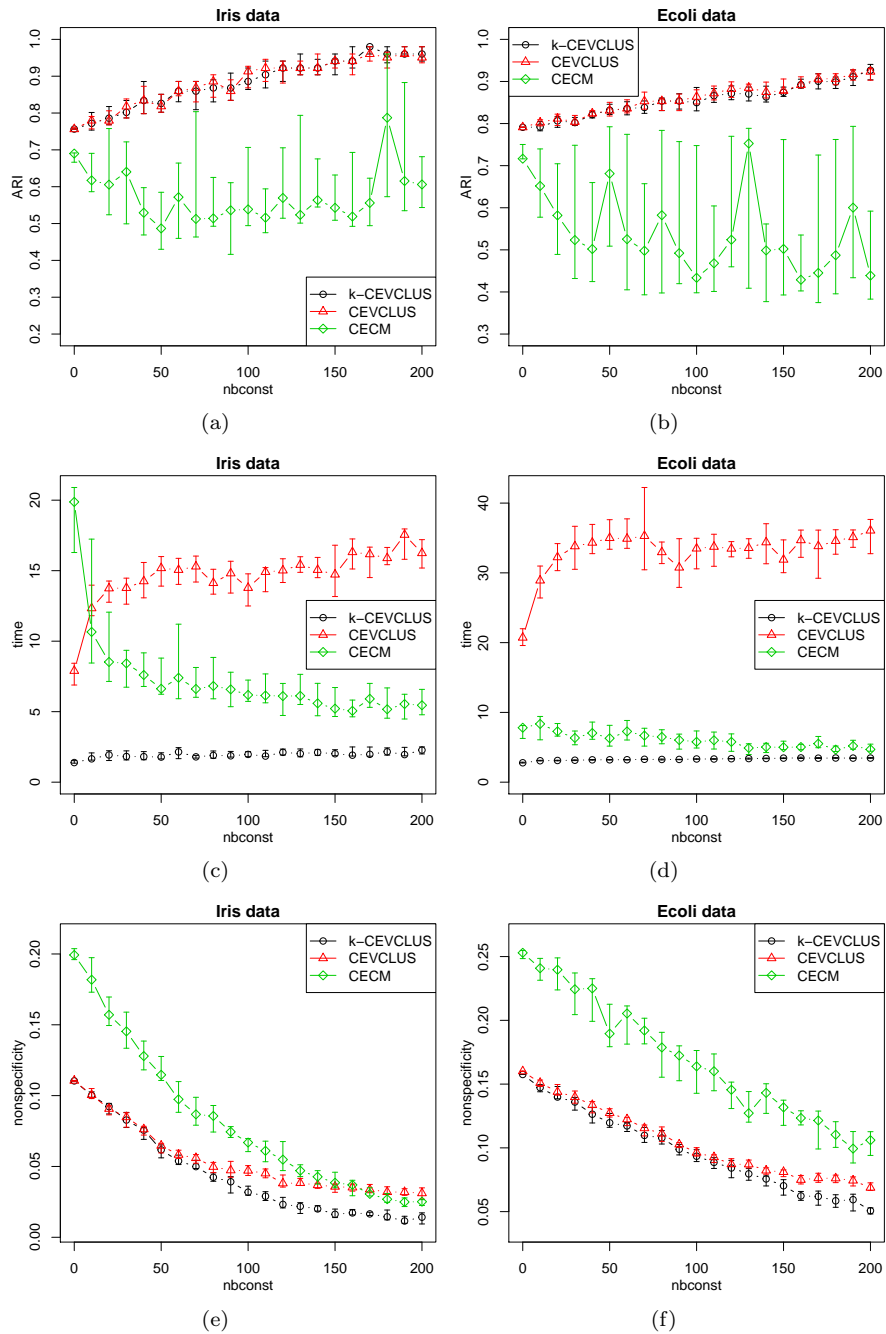 Iris data
ARI
1.0
0.9
0.8
0.7
0.6
0.5
0.4
0.3
0.2
k−CEVCLUS
CEVCLUS
CECM
0 50 100 150 200
nbconst
(a)
Ecoli data
ARI
1.0
0.9
0.8
0.7
0.6
0.5
0.4
0.3
k−CEVCLUS
CEVCLUS
CECM
0 50 100 150 200
nbconst
(b)
Iris data
time
20
15
10
5
0
k−CEVCLUS
CEVCLUS
CECM
0 50 100 150 200
nbconst
(c)
Ecoli data
time
40
30
20
10
0
k−CEVCLUS
CEVCLUS
CECM
0 50 100 150 200
nbconst
(d)
Iris data
nonspecificity
0.20
0.15
0.10
0.05
0.00
k−CEVCLUS
CEVCLUS
CECM
0 50 100 150 200
nbconst
(e)
Ecoli data
nonspecificity
0.25
0.20
0.15
0.10
0.05
k−CEVCLUS
CEVCLUS
CECM
0 50 100 150 200
nbconst
(f)